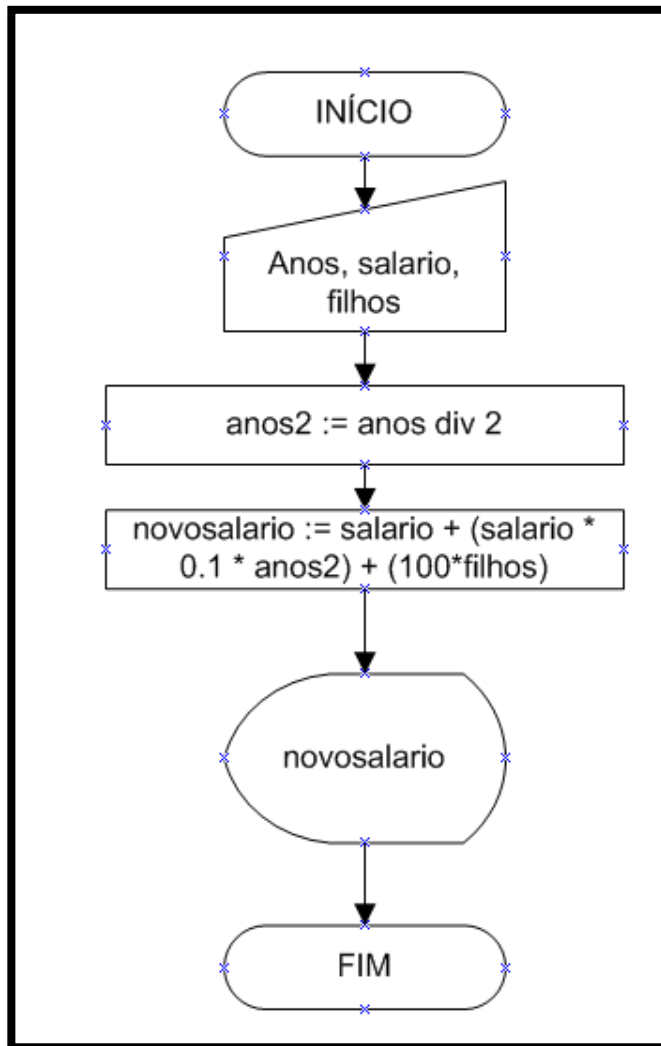 INÍCIO
Anos, salario,
filhos
anos2 := anos div 2
novosalario := salario + (salario *
0.1 * anos2) + (100*filhos)
novosalario
FIM